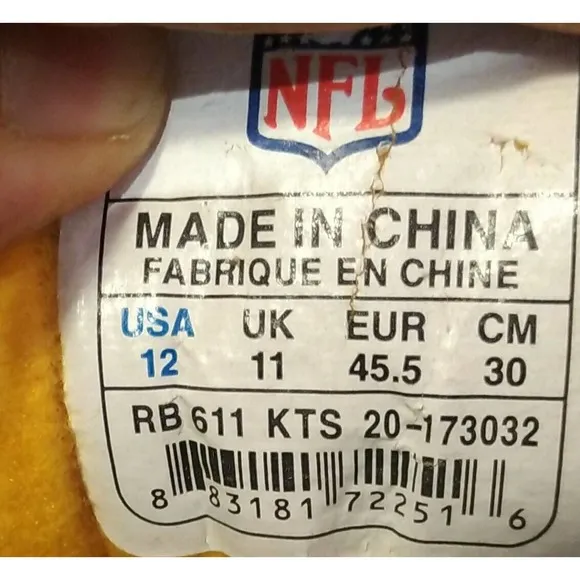 NFL
MADE IN CHINA
FABRIQUE EN CHINE
USA UK EUR CM
12 11 45.5 30
RB 611 KTS 20-173032
8 83181 72251 6